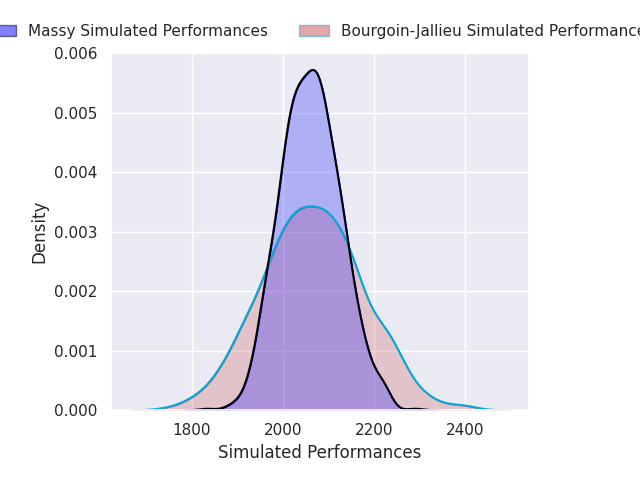 Massy Simulated Performances
Bourgoin-Jallieu Simulated Performance
0.006
0.005
0.004
0.003
0.002
0.001
0.000
Density
1800 2000 2200 2400
Simulated Performances